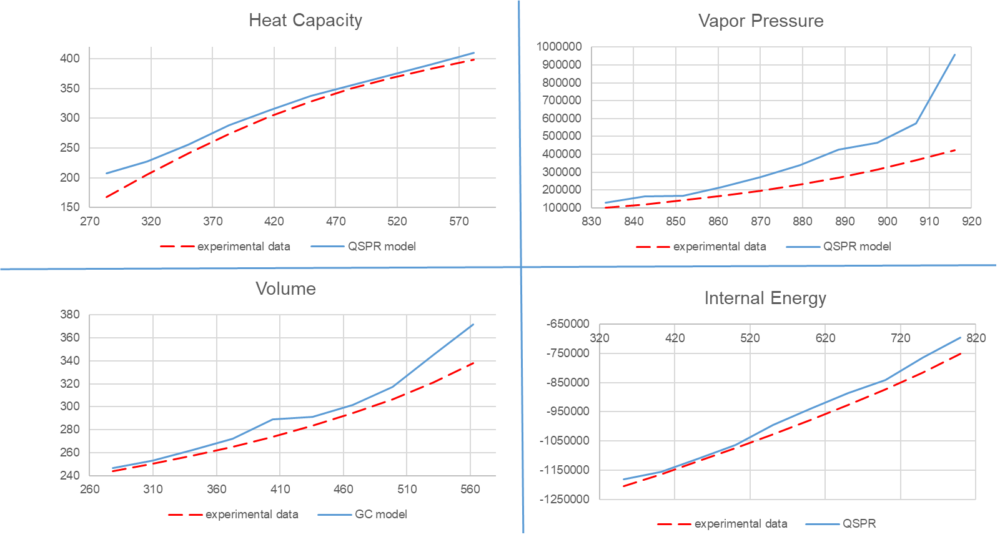 Heat Capacity
400
350
300
250
200
150
270 320 370 420 470 520 570
experimental data QSPR model
Vapor Pressure
1000000
900000
800000
700000
600000
500000
400000
300000
200000
100000
830 840 850 860 870 880 890 900 910 920
experimental data QSPR model
Volume
380
360
340
320
300
280
260
240
260 310 360 410 460 510 560
experimental data GC model
Internal Energy
-650000
320 420 520 620 720 820
-750000
-850000
-950000
-1050000
-1150000
-1250000
experimental data QSPR